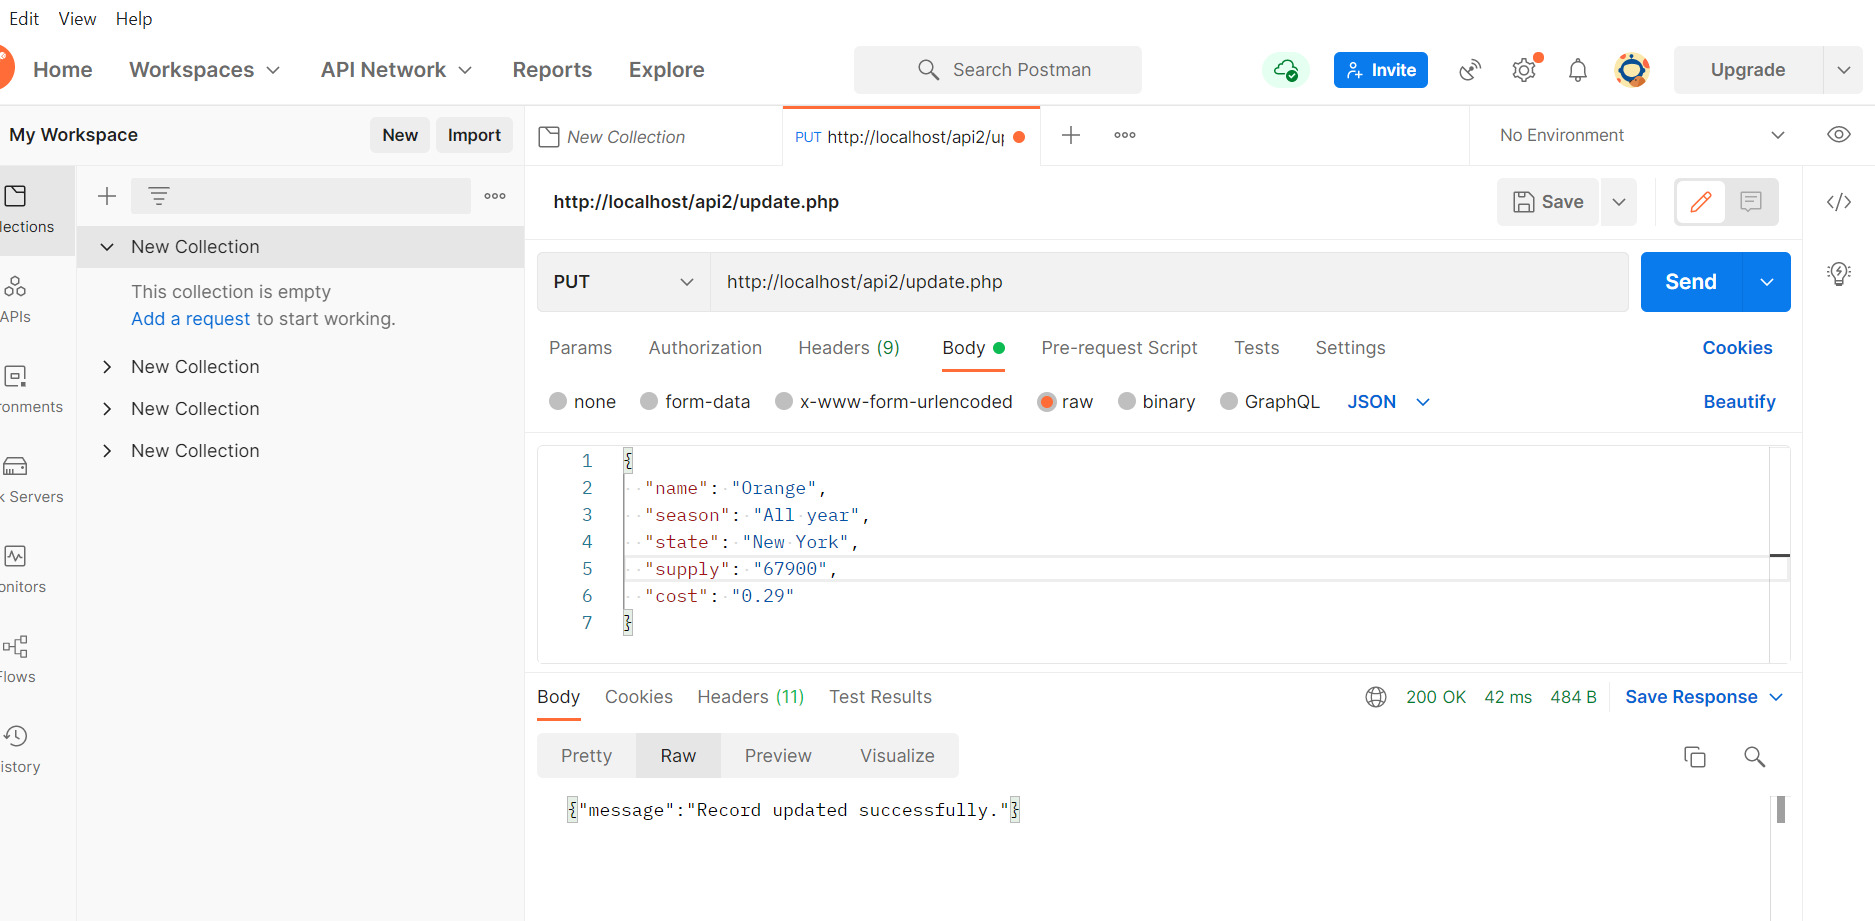 Edit View Help
Home Workspaces API Network Reports Explore Search Postman Invite Upgrade
My Workspace New Import New Collection PUT http://localhost/api2/up No Environment
http://localhost/api2/update.php Save
lections
New Collection
PUT http://localhost/api2/update.php Send
This collection is empty
Add a request to start working.
APIs
Params Authorization Headers (9) Body Pre-request Script Tests Settings Cookies
New Collection
ronments
none form-data x-www-form-urlencoded raw binary GraphQL JSON Beautify
New Collection
New Collection
k Servers
onitors
Flows
istory
1 {
2 "name": "Orange",
3 "season": "All year",
4 "state": "New York",
5 "supply": "67900",
6 "cost": "0.29"
7 }
Body Cookies Headers (11) Test Results 200 OK 42 ms 484 B Save Response
Pretty Raw Preview Visualize
{"message":"Record updated successfully."}